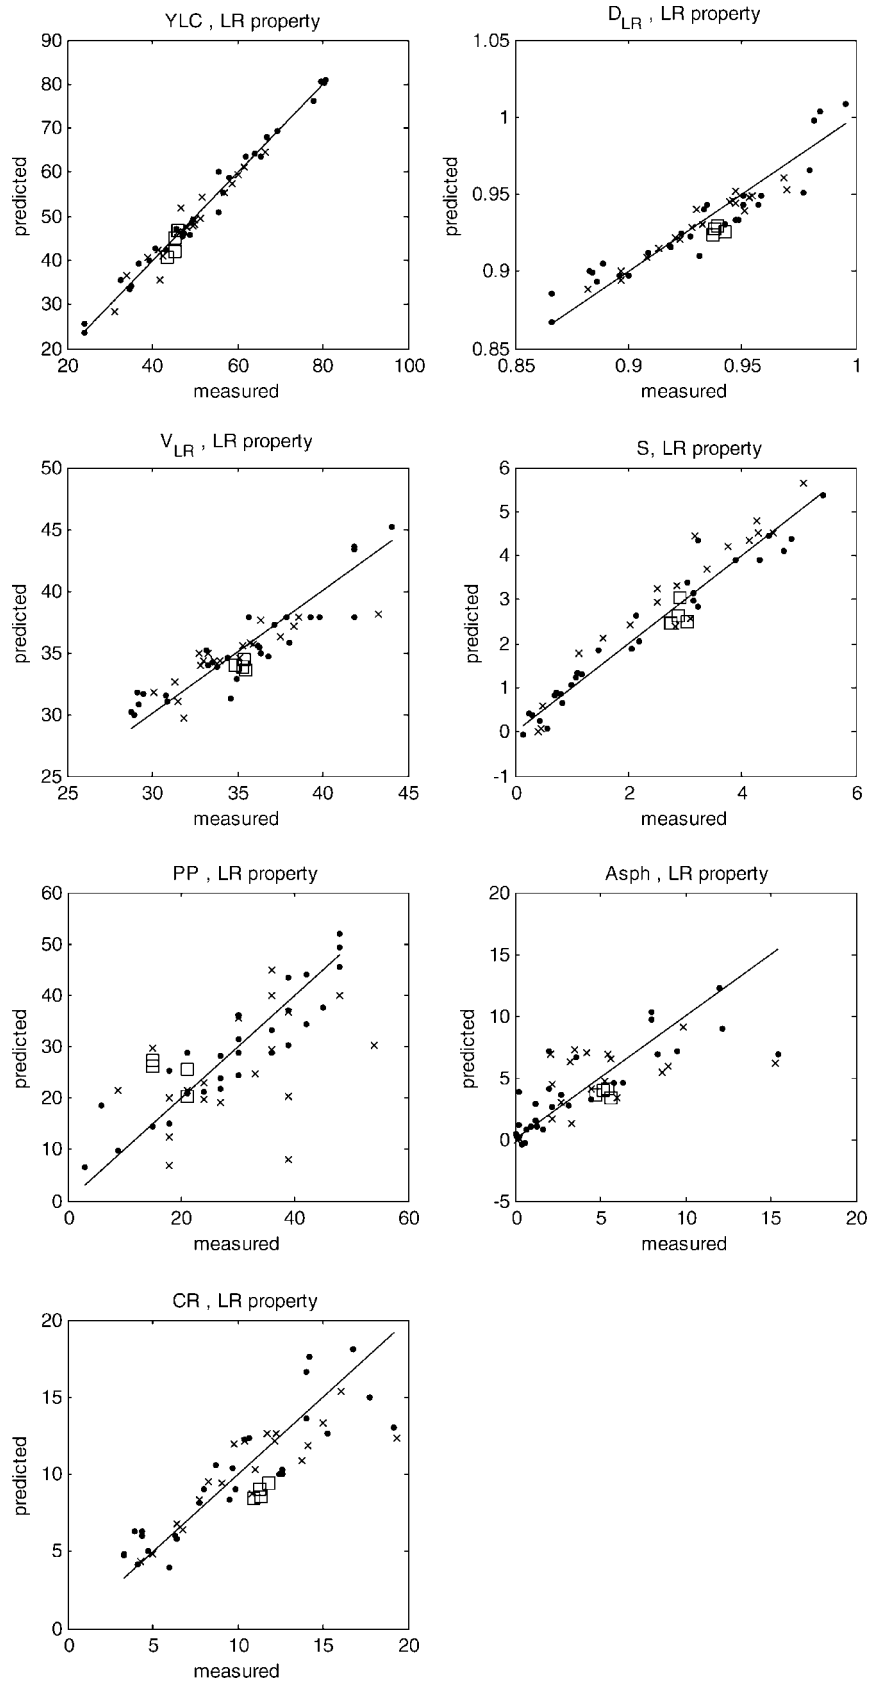 YLC , LR property
90
80
70
60
50
40
30
20
predicted
20 40 60 80 100
measured
D_LR , LR property
1.05
1
0.95
0.9
0.85
predicted
0.85 0.9 0.95 1
measured
V_LR , LR property
50
45
40
35
30
25
predicted
25 30 35 40 45
measured
S, LR property
6
5
4
3
2
1
0
-1
predicted
0 2 4 6
measured
PP , LR property
60
50
40
30
20
10
0
predicted
0 20 40 60
measured
Asph , LR property
20
15
10
5
0
-5
predicted
0 5 10 15 20
measured
CR , LR property
20
15
10
5
0
predicted
0 5 10 15 20
measured